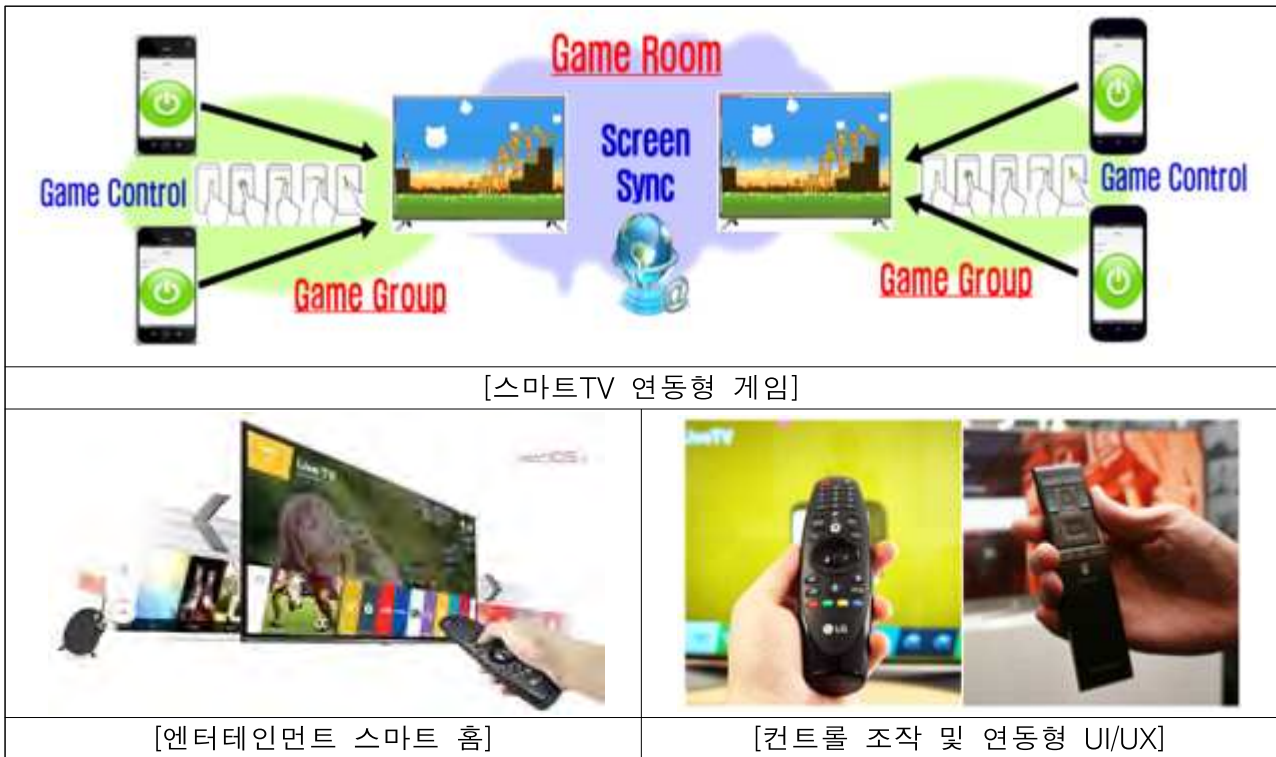 Game Room
Screen
Sync
Game Control
Game Control
Game Group
Game Group
@
[스마트TV 연동형 게임]
Live TV
LiveTV
LG
[엔터테인먼트 스마트 홈]
[컨트롤 조작 및 연동형 UI/UX]